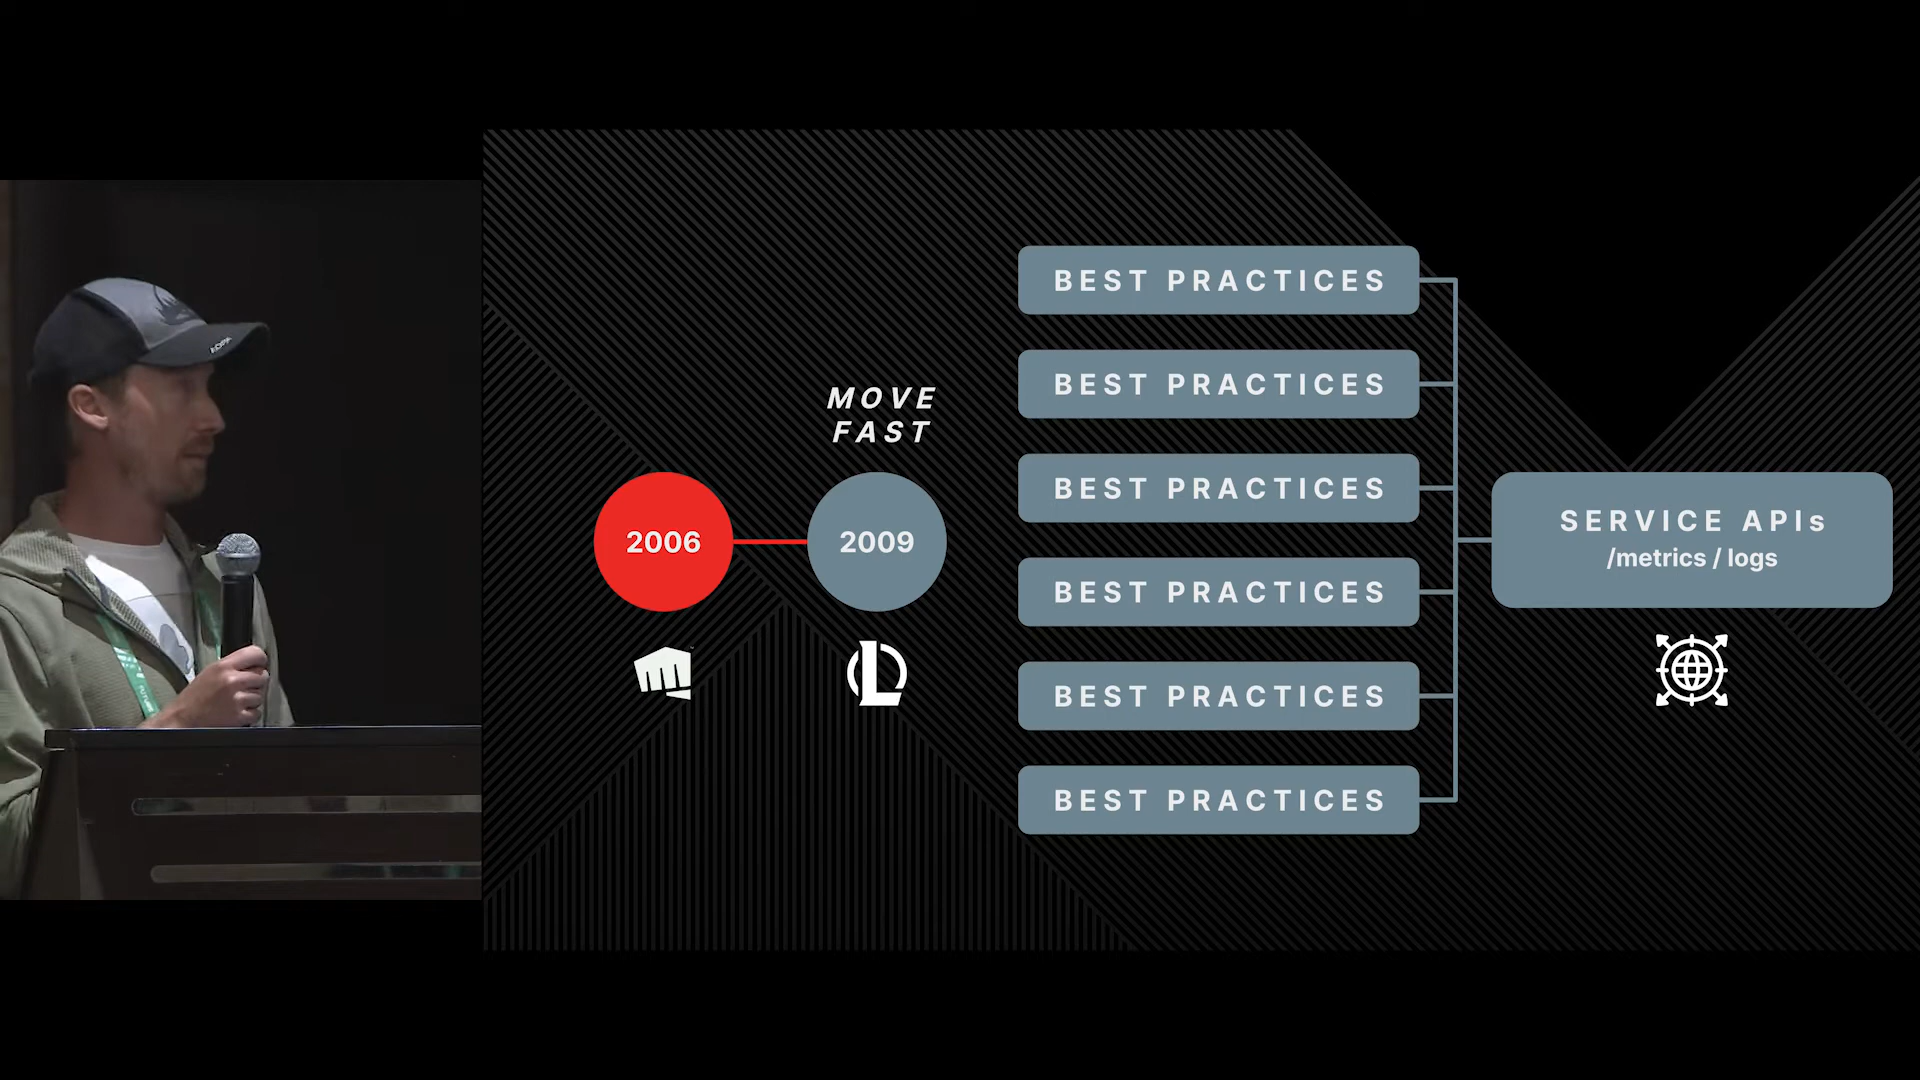 MOVE
FAST
2006
2009
BEST PRACTICES
BEST PRACTICES
BEST PRACTICES
BEST PRACTICES
BEST PRACTICES
BEST PRACTICES
SERVICE APIs
/metrics / logs